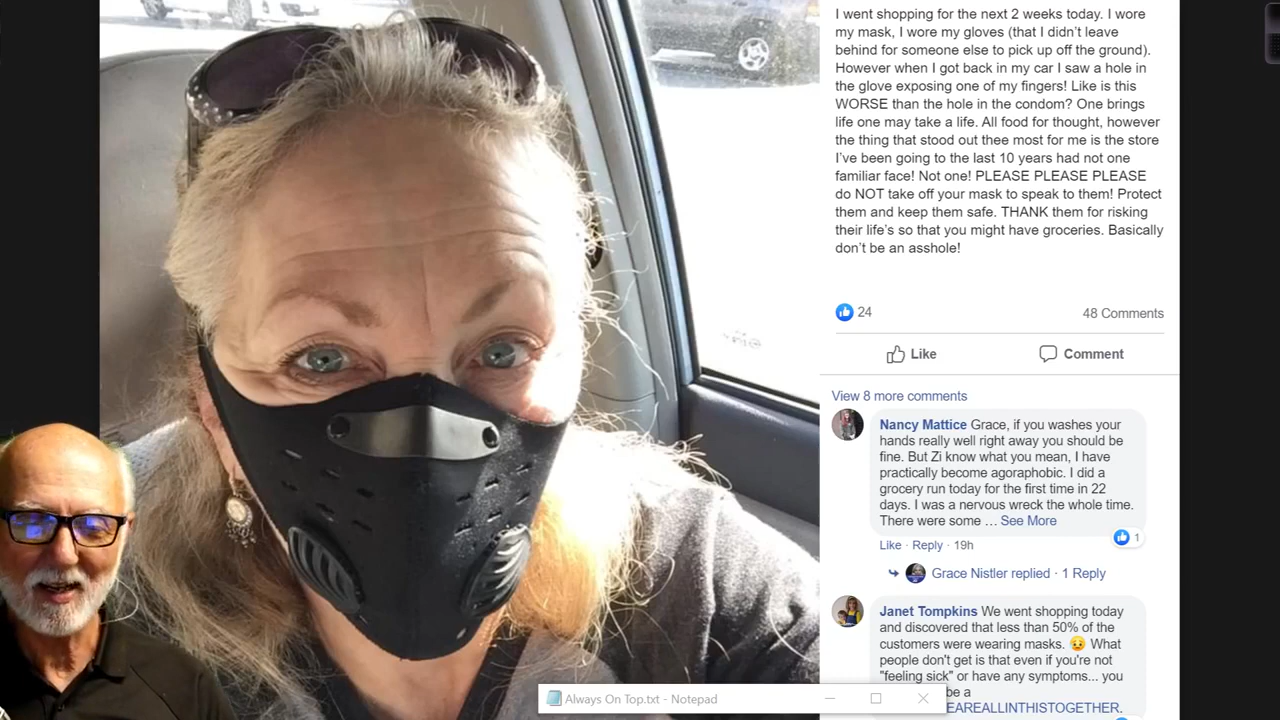 I went shopping for the next 2 weeks today. I wore
my mask, I wore my gloves (that I didn't leave
behind for someone else to pick up off the ground).
However when I got back in my car I saw a hole in
the glove exposing one of my fingers! Like is this
WORSE than the hole in the condom? One brings
life one may take a life. All food for thought, however
the thing that stood out thee most for me is the store
I've been going to the last 10 years had not one
familiar face! Not one! PLEASE PLEASE PLEASE
do NOT take off your mask to speak to them! Protect
them and keep them safe. THANK them for risking
their life's so that you might have groceries. Basically
don't be an asshole!
24
48 Comments
Like
Comment
View 8 more comments
Nancy Mattice Grace, if you washes your
hands really well right away you should be
fine. But Zi know what you mean, I have
practically become agoraphobic. I did a
grocery run today for the first time in 22
days. I was a nervous wreck the whole time.
There were some … See More
1
Like · Reply · 19h
Grace Nistler replied · 1 Reply
Janet Tompkins We went shopping today
and discovered that less than 50% of the
customers were wearing masks. 😟 What
people don't get is that even if you're not
"feeling sick" or have any symptoms... you
be a
EAREALLINTHISTOGETHER.
Always On Top.txt - Notepad